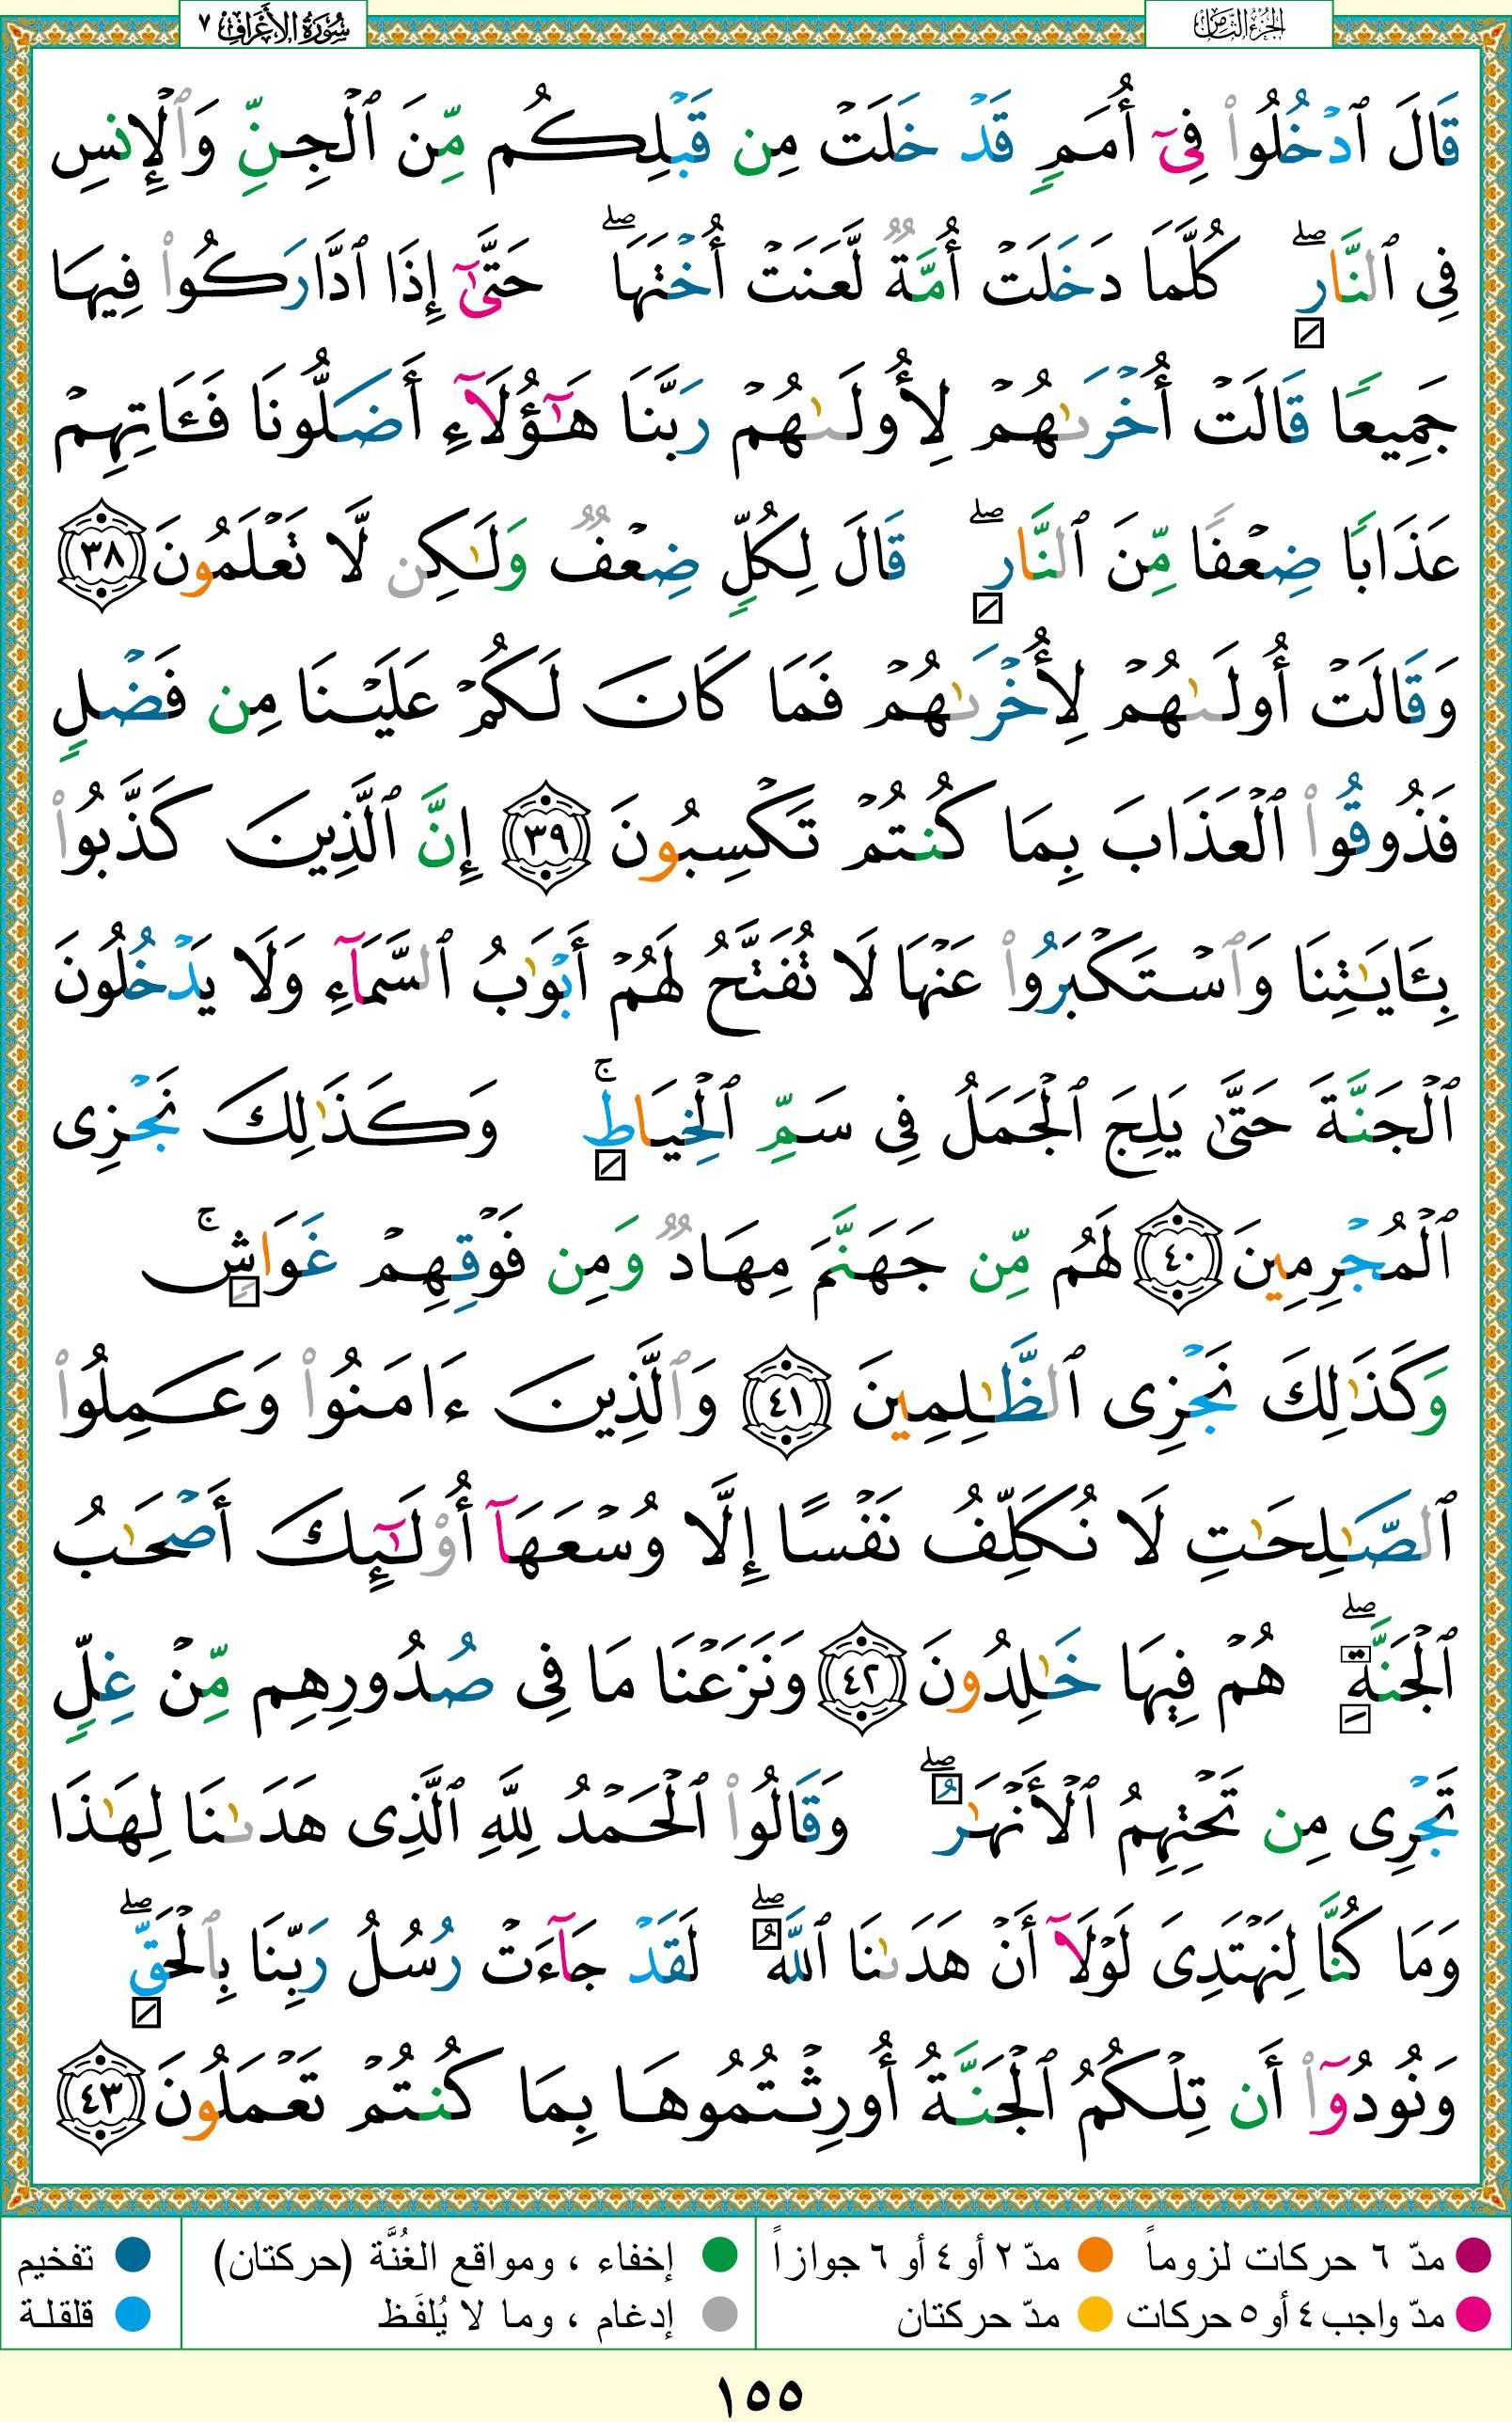 الجزء الثامن
سُورَةُ الأَعْرَافِ ٧
قَالَ ٱدْخُلُوا۟ فِىٓ أُمَمٍ قَدْ خَلَتْ مِن قَبْلِكُم مِّنَ ٱلْجِنِّ وَٱلْإِنسِ
فِى ٱلنَّارِ ۖ كُلَّمَا دَخَلَتْ أُمَّةٌ لَّعَنَتْ أُخْتَهَا ۖ حَتَّىٰٓ إِذَا ٱدَّارَكُوا۟ فِيهَا
جَمِيعًا قَالَتْ أُخْرَىٰهُمْ لِأُولَىٰهُمْ رَبَّنَا هَـٰٓؤُلَآءِ أَضَلُّونَا فَـَٔاتِهِمْ
عَذَابًا ضِعْفًا مِّنَ ٱلنَّارِ ۖ قَالَ لِكُلٍّ ضِعْفٌ وَلَـٰكِن لَّا تَعْلَمُونَ ٣٨
وَقَالَتْ أُولَىٰهُمْ لِأُخْرَىٰهُمْ فَمَا كَانَ لَكُمْ عَلَيْنَا مِن فَضْلٍ
فَذُوقُوا۟ ٱلْعَذَابَ بِمَا كُنتُمْ تَكْسِبُونَ ٣٩ إِنَّ ٱلَّذِينَ كَذَّبُوا۟
بِـَٔايَـٰتِنَا وَٱسْتَكْبَرُوا۟ عَنْهَا لَا تُفَتَّحُ لَهُمْ أَبْوَٰبُ ٱلسَّمَآءِ وَلَا يَدْخُلُونَ
ٱلْجَنَّةَ حَتَّىٰ يَلِجَ ٱلْجَمَلُ فِى سَمِّ ٱلْخِيَاطِ ۚ وَكَذَٰلِكَ نَجْزِى
ٱلْمُجْرِمِينَ ٤٠ لَهُم مِّن جَهَنَّمَ مِهَادٌ وَمِن فَوْقِهِمْ غَوَاشٍ ۚ
وَكَذَٰلِكَ نَجْزِى ٱلظَّـٰلِمِينَ ٤١ وَٱلَّذِينَ ءَامَنُوا۟ وَعَمِلُوا۟
ٱلصَّـٰلِحَـٰتِ لَا نُكَلِّفُ نَفْسًا إِلَّا وُسْعَهَآ أُو۟لَـٰٓئِكَ أَصْحَـٰبُ
ٱلْجَنَّةِ ۖ هُمْ فِيهَا خَـٰلِدُونَ ٤٢ وَنَزَعْنَا مَا فِى صُدُورِهِم مِّنْ غِلٍّ
تَجْرِى مِن تَحْتِهِمُ ٱلْأَنْهَـٰرُ ۖ وَقَالُوا۟ ٱلْحَمْدُ لِلَّهِ ٱلَّذِى هَدَىٰنَا لِهَـٰذَا
وَمَا كُنَّا لِنَهْتَدِىَ لَوْلَآ أَنْ هَدَىٰنَا ٱللَّهُ ۖ لَقَدْ جَآءَتْ رُسُلُ رَبِّنَا بِٱلْحَقِّ ۖ
وَنُودُوٓا۟ أَن تِلْكُمُ ٱلْجَنَّةُ أُورِثْتُمُوهَا بِمَا كُنتُمْ تَعْمَلُونَ ٤٣
مدّ ٦ حركات لزوماً مدّ ٢ أو ٤ أو ٦ جوازاً إخفاء ، ومواقع الغُنَّة (حركتان) تفخيم
مدّ واجب ٤ أو ٥ حركات مدّ حركتان إدغام ، وما لا يُلفَظ قلقلة
١٥٥